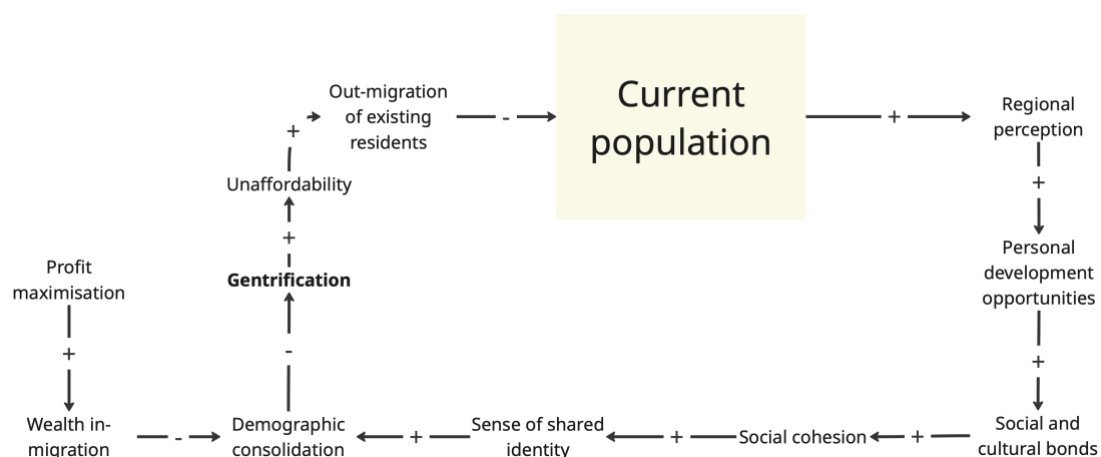 Out-migration
of existing
residents
-
Current
population
+
Regional
perception
+
Unaffordability
+
+
Personal
development
opportunities
Gentrification
Profit
maximisation
+
-
+
Wealth in-
migration
-
Demographic
consolidation
+
Sense of shared
identity
+
Social cohesion
+
Social and
cultural bonds